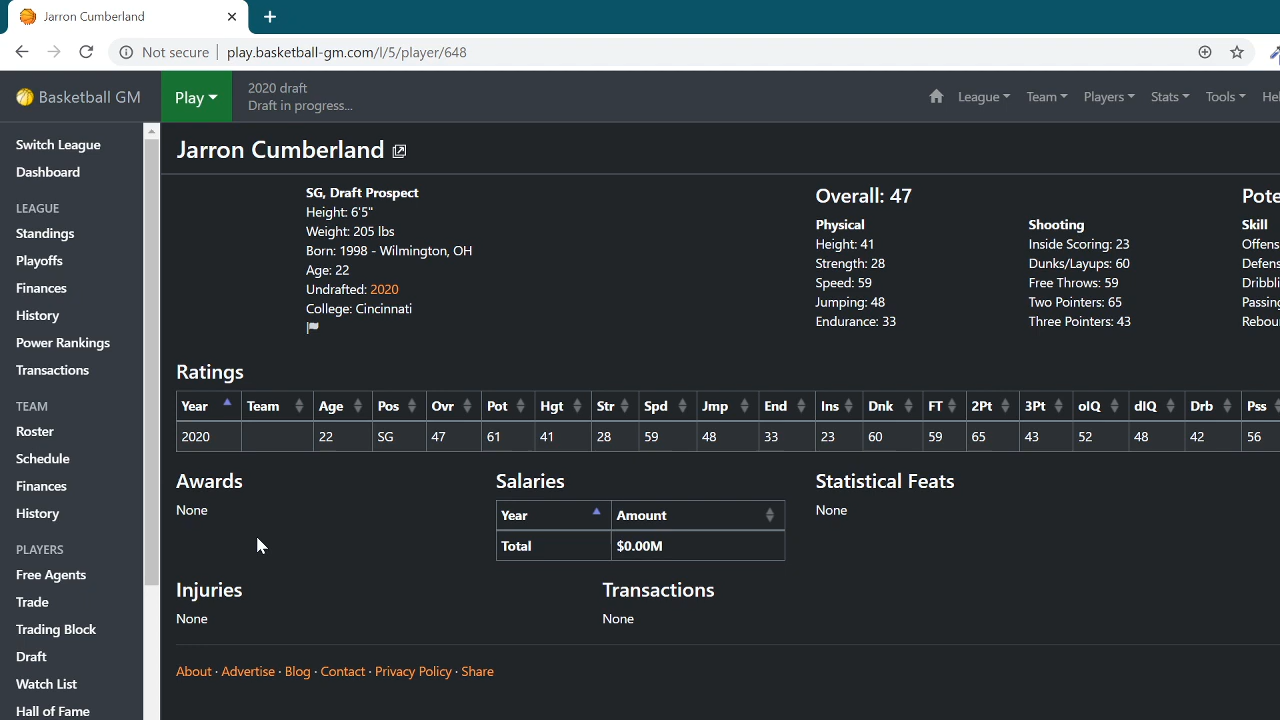 Jarron Cumberland
Not secure play.basketball-gm.com/l/5/player/648
Basketball GM
Play
2020 draft
Draft in progress...
League Team Players Stats Tools Hel
Switch League
Dashboard
LEAGUE
Standings
Playoffs
Finances
History
Power Rankings
Transactions
TEAM
Roster
Schedule
Finances
History
PLAYERS
Free Agents
Trade
Trading Block
Draft
Watch List
Hall of Fame
Jarron Cumberland
SG, Draft Prospect
Height: 6'5"
Weight: 205 lbs
Born: 1998 - Wilmington, OH
Age: 22
Undrafted: 2020
College: Cincinnati
Overall: 47
Physical
Height: 41
Strength: 28
Speed: 59
Jumping: 48
Endurance: 33
Shooting
Inside Scoring: 23
Dunks/Layups: 60
Free Throws: 59
Two Pointers: 65
Three Pointers: 43
Pote
Skill
Offens
Defens
Dribbli
Passing
Rebou
Ratings
Year Team Age Pos Ovr Pot Hgt Str Spd Jmp End Ins Dnk FT 2Pt 3Pt oIQ dIQ Drb Pss
2020 22 SG 47 61 41 28 59 48 33 23 60 59 65 43 52 48 42 56
Awards
None
Salaries
Year Amount
Total $0.00M
Statistical Feats
None
Injuries
None
Transactions
None
About · Advertise · Blog · Contact · Privacy Policy · Share